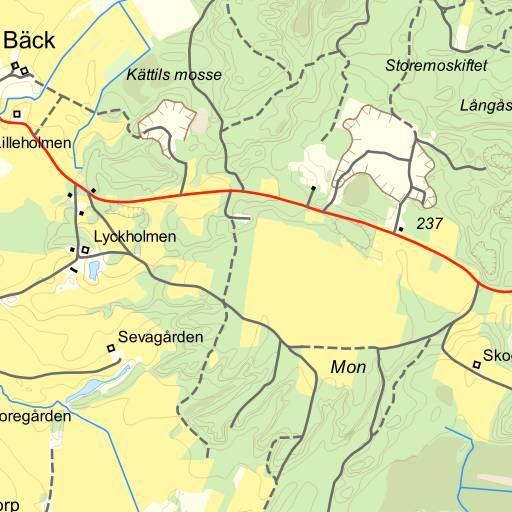 Bäck
Kättils mosse
Storemoskiftet
Långås
Lilleholmen
237
Lyckholmen
Sevagården
Mon
Skog
oregården
orp